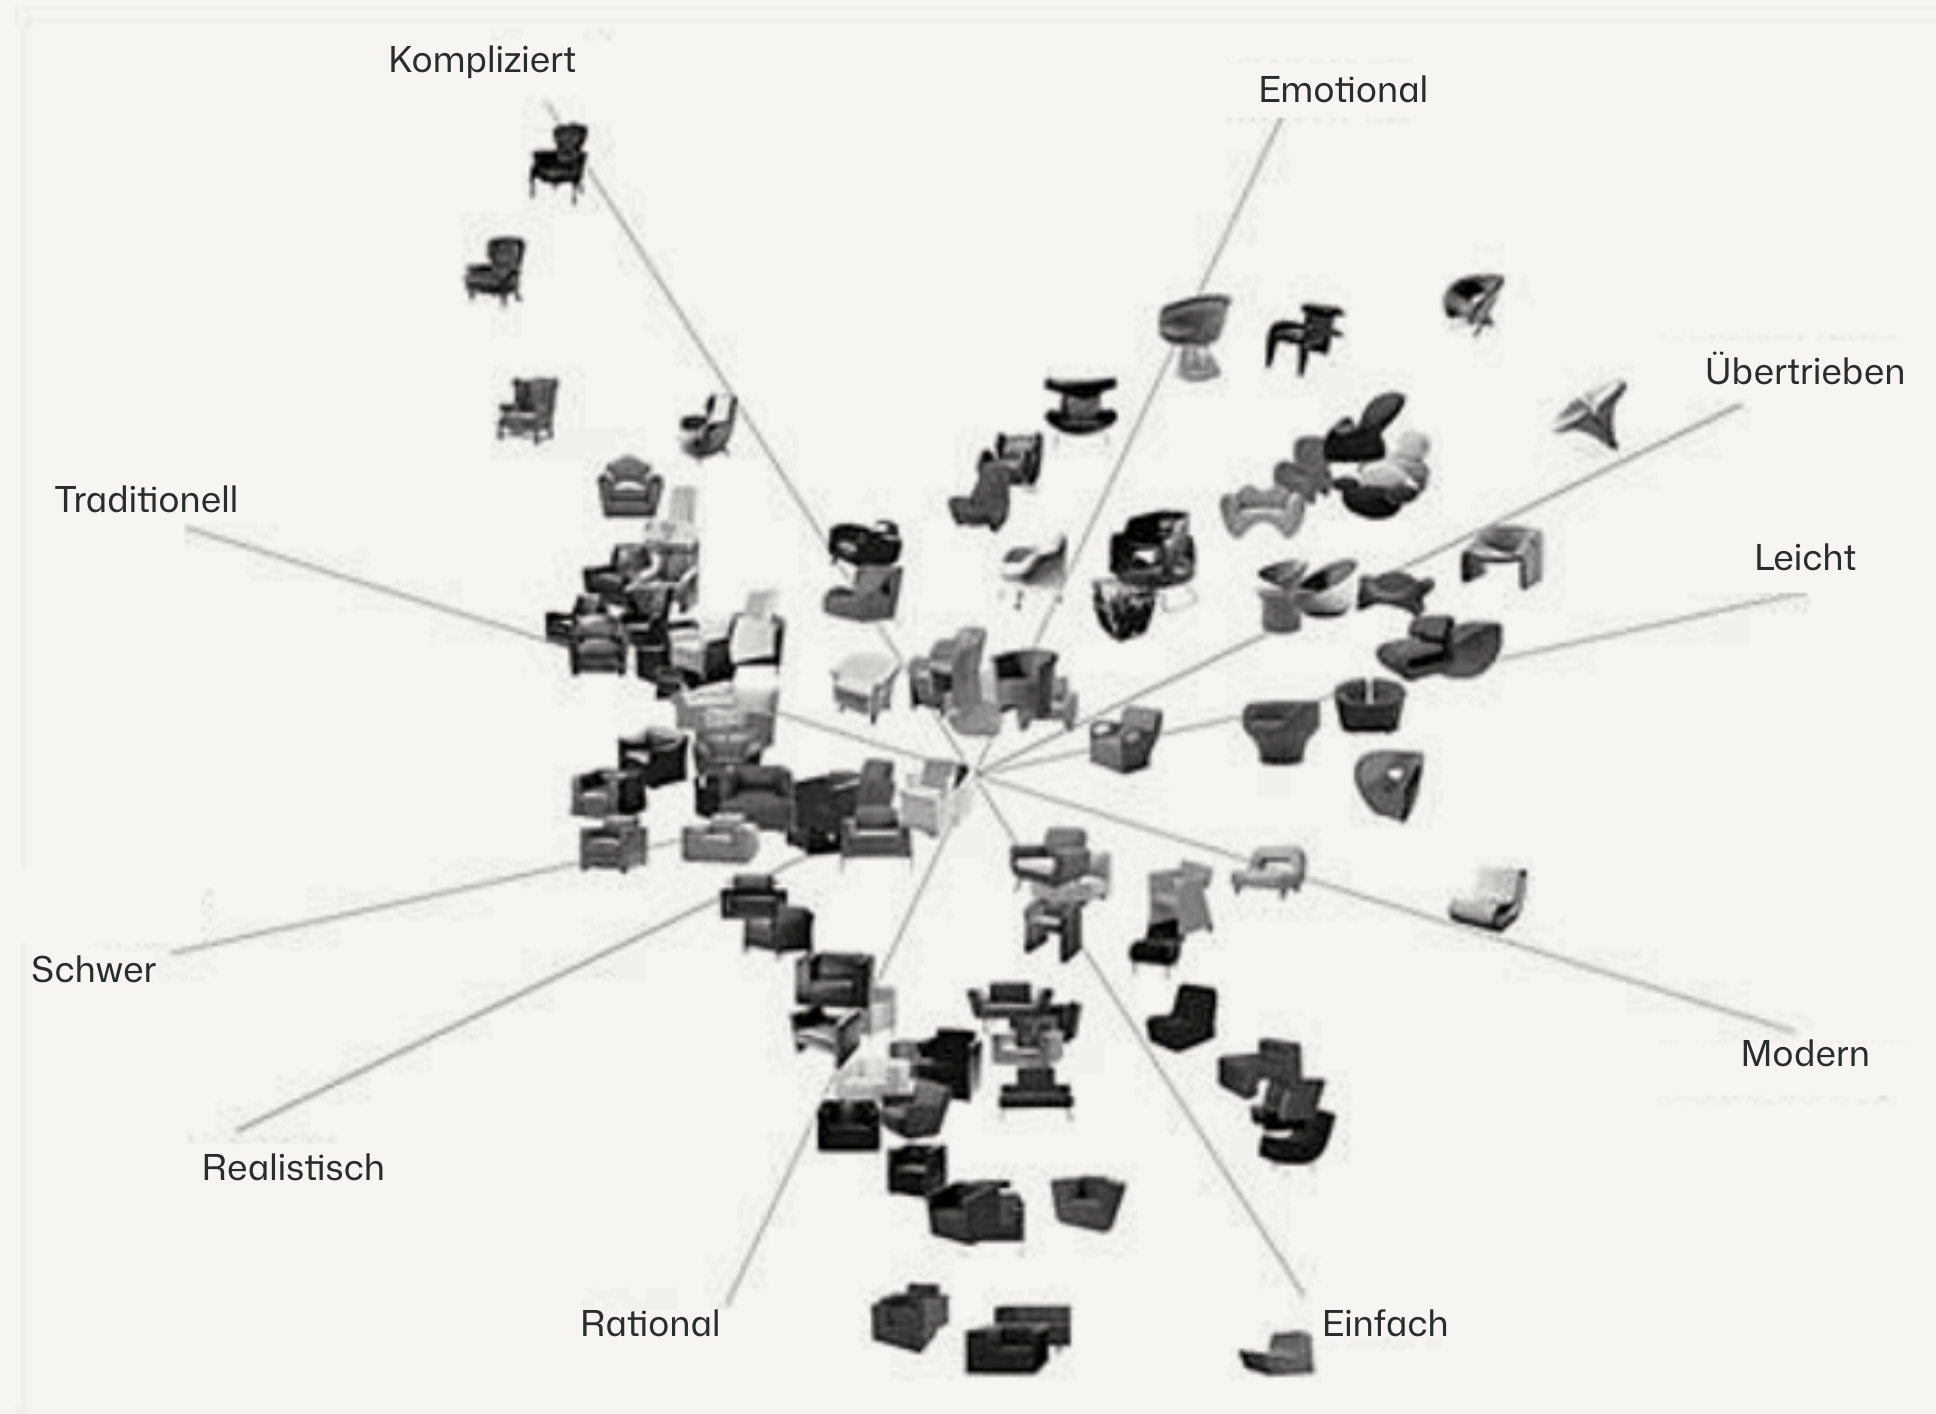 Kompliziert
Emotional
Übertrieben
Traditionell
Leicht
Schwer
Modern
Realistisch
Rational
Einfach